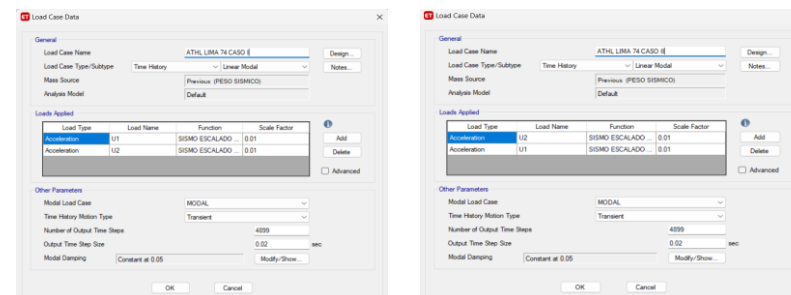 Load Case Data
General
Load Case Name ATHL LIMA 74 CASO I Design...
Load Case Type/Subtype Time History Linear Modal Notes...
Mass Source Previous (PESO SISMICO)
Analysis Model Default
Loads Applied
Load Type Load Name Function Scale Factor
Acceleration U1 SISMO ESCALADO ... 0.01 Add
Acceleration U2 SISMO ESCALADO ... 0.01 Delete
Advanced
Other Parameters
Modal Load Case MODAL
Time History Motion Type Transient
Number of Output Time Steps 4899
Output Time Step Size 0.02 sec
Modal Damping Constant at 0.05 Modify/Show...
OK Cancel
Load Case Data
General
Load Case Name ATHL LIMA 74 CASO II Design...
Load Case Type/Subtype Time History Linear Modal Notes...
Mass Source Previous (PESO SISMICO)
Analysis Model Default
Loads Applied
Load Type Load Name Function Scale Factor
Acceleration U2 SISMO ESCALADO ... 0.01 Add
Acceleration U1 SISMO ESCALADO ... 0.01 Delete
Advanced
Other Parameters
Modal Load Case MODAL
Time History Motion Type Transient
Number of Output Time Steps 4899
Output Time Step Size 0.02 sec
Modal Damping Constant at 0.05 Modify/Show...
OK Cancel